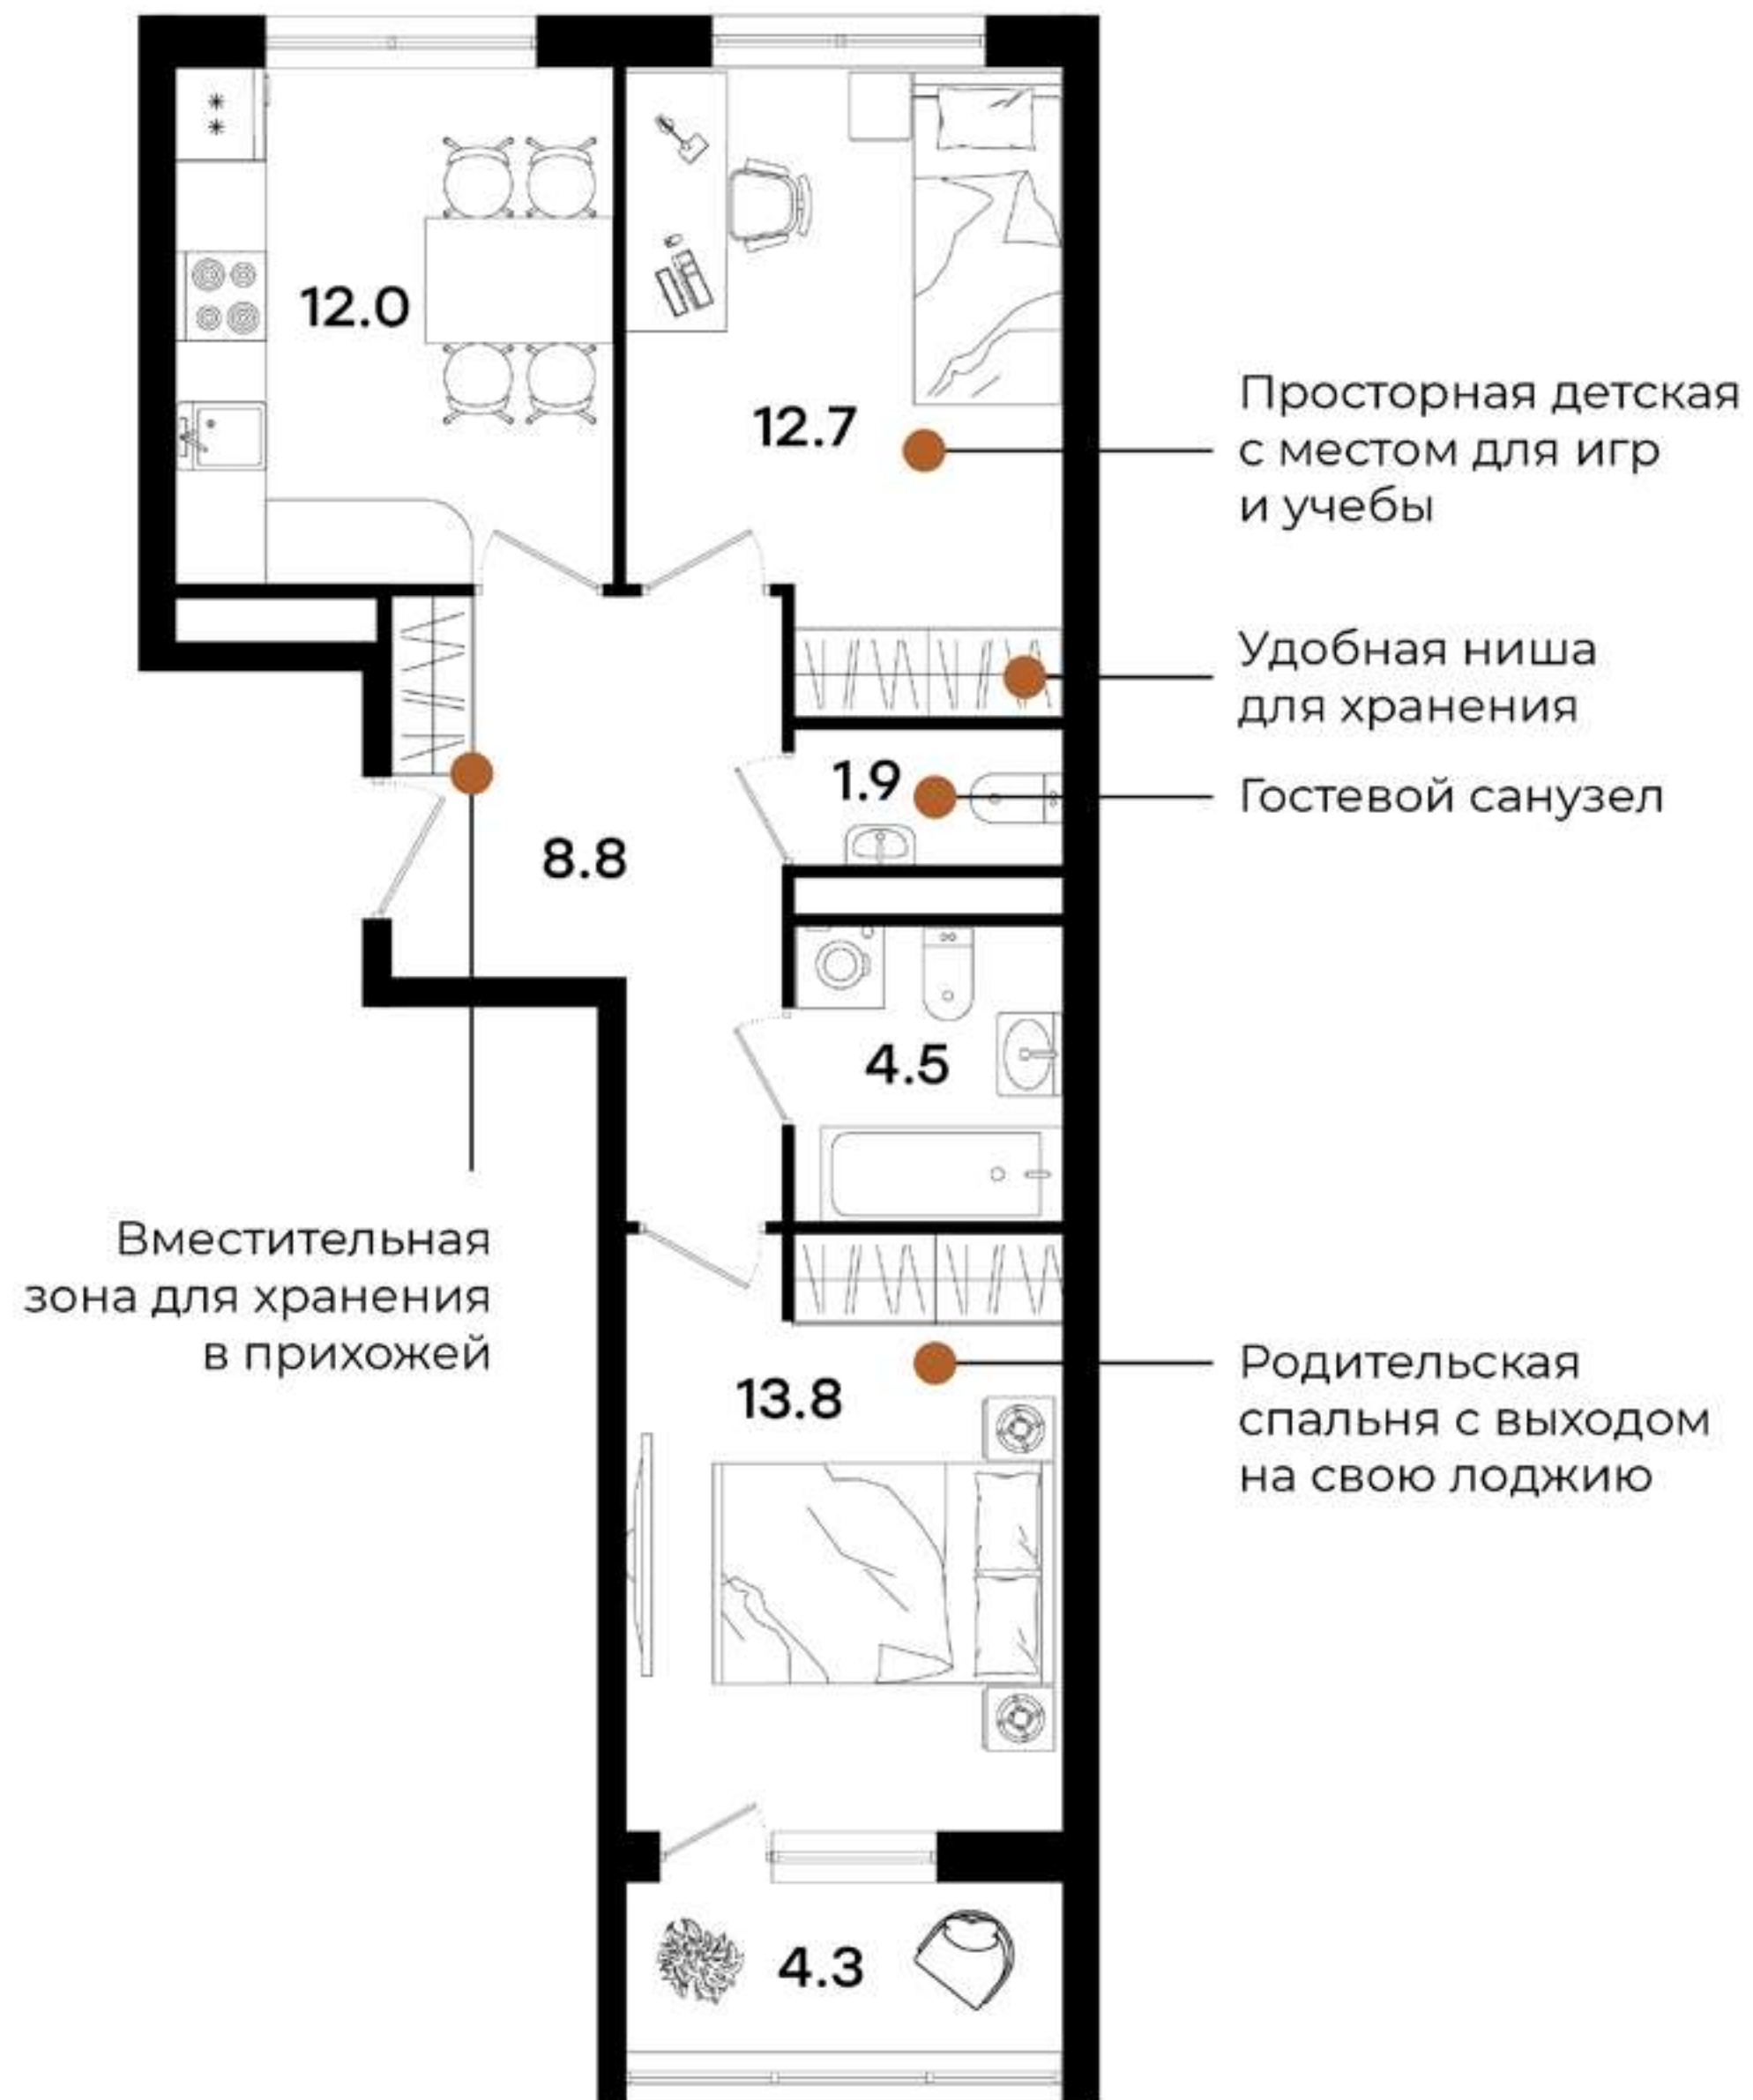 12.0
12.7
Просторная детская
с местом для игр
и учебы
Удобная ниша
для хранения
1.9
Гостевой санузел
8.8
4.5
Вместительная
зона для хранения
в прихожей
13.8
Родительская
спальня с выходом
на свою лоджию
4.3